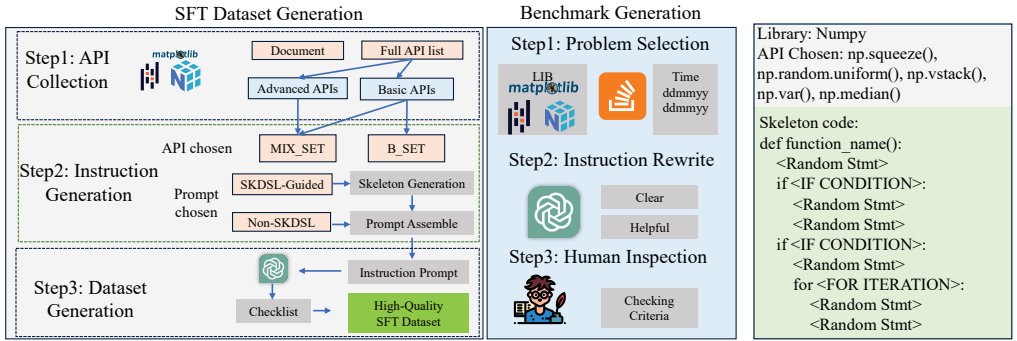 SFT Dataset Generation
Step1: API
Collection
matplotlib
Document
Full API list
Advanced APIs
Basic APIs
Step2: Instruction
Generation
API chosen
MIX_SET
B_SET
Prompt
chosen
SKDSL-Guided
Skeleton Generation
Non-SKDSL
Prompt Assemble
Step3: Dataset
Generation
Instruction Prompt
Checklist
High-Quality
SFT Dataset
Benchmark Generation
Step1: Problem Selection
LIB
matplotlib
Time
ddmmyy
ddmmyy
Step2: Instruction Rewrite
Clear
Helpful
Step3: Human Inspection
Checking
Criteria
Library: Numpy
API Chosen: np.squeeze(),
np.random.uniform(), np.vstack(),
np.var(), np.median()
Skeleton code:
def function_name():
<Random Stmt>
if <IF CONDITION>:
<Random Stmt>
<Random Stmt>
if <IF CONDITION>:
<Random Stmt>
for <FOR ITERATION>:
<Random Stmt>
<Random Stmt>